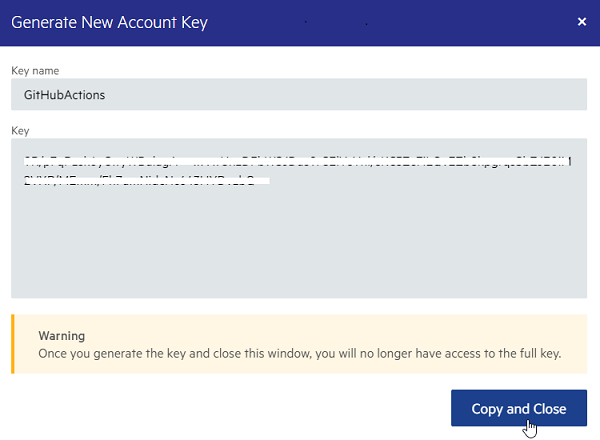 Generate New Account Key
×
Key name
GitHubActions
Key
Warning
Once you generate the key and close this window, you will no longer have access to the full key.
Copy and Close